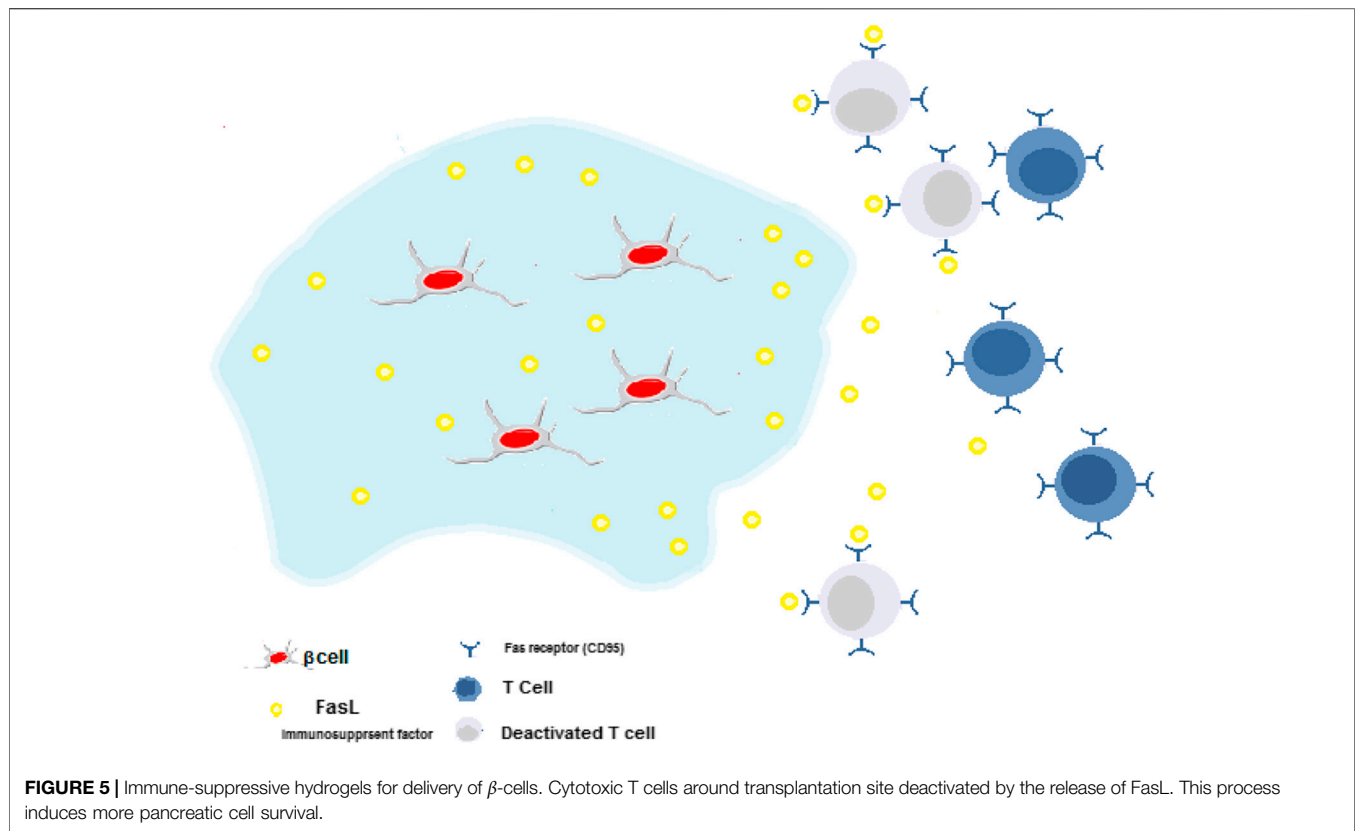 β cell
FasL
Immunosupprsent factor
Fas receptor (CD95)
T Cell
Deactivated T cell
FIGURE 5 | Immune-suppressive hydrogels for delivery of β-cells. Cytotoxic T cells around transplantation site deactivated by the release of FasL. This process
induces more pancreatic cell survival.